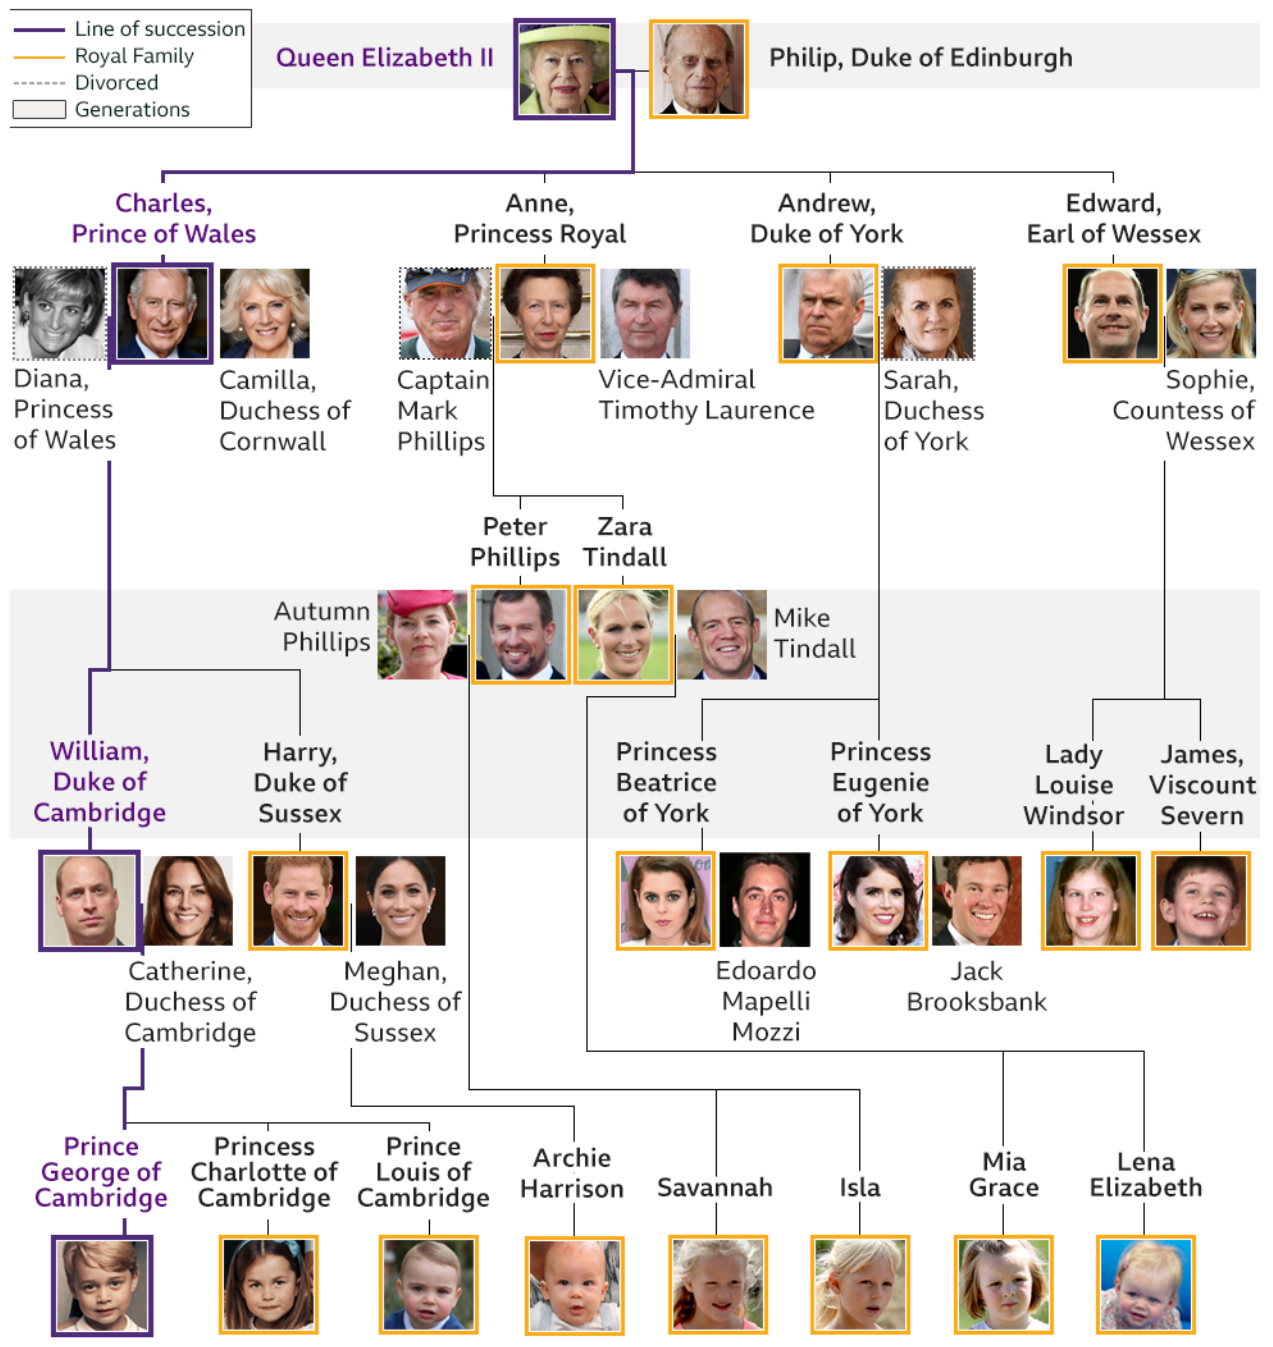 Line of succession
Royal Family
Divorced
Generations
Queen Elizabeth II
Philip, Duke of Edinburgh
Charles,
Prince of Wales
Anne,
Princess Royal
Andrew,
Duke of York
Edward,
Earl of Wessex
Diana,
Princess
of Wales
Camilla,
Duchess of
Cornwall
Captain
Mark
Phillips
Vice-Admiral
Timothy Laurence
Sarah,
Duchess
of York
Sophie,
Countess of
Wessex
Peter
Phillips
Zara
Tindall
Autumn
Phillips
Mike
Tindall
William,
Duke of
Cambridge
Harry,
Duke of
Sussex
Princess
Beatrice
of York
Princess
Eugenie
of York
Lady
Louise
Windsor
James,
Viscount
Severn
Catherine,
Duchess of
Cambridge
Meghan,
Duchess of
Sussex
Edoardo
Mapelli
Mozzi
Jack
Brooksbank
Prince
George of
Cambridge
Princess
Charlotte of
Cambridge
Prince
Louis of
Cambridge
Archie
Harrison
Savannah
Isla
Mia
Grace
Lena
Elizabeth